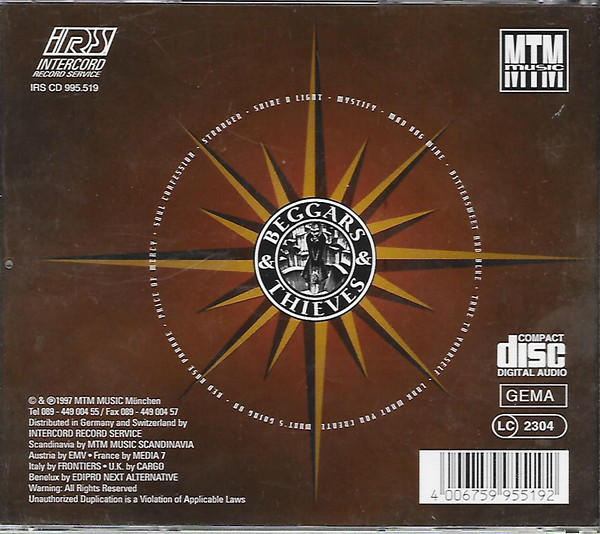 IRS
INTERCORD
RECORD SERVICE
IRS CD 995.519
MTM
music
PRICE OF MERCY · SOUL CONFESSION · STRANGER · SHINE A LIGHT · MYSTIFY · MAD DOG WINE · BITTERSWEET AND BLUE · TRUE TO YOURSELF · LOOK WHAT YOU CREATE · WHAT'S GOING ON · RED ROSE PARADE ·
BEGGARS
& &
THIEVES
COMPACT
disc
DIGITAL AUDIO
GEMA
LC 2304
© & ℗1997 MTM MUSIC München
Tel 089 - 449 004 55 / Fax 089 - 449 004 57
Distributed in Germany and Switzerland by
INTERCORD RECORD SERVICE
Scandinavia by MTM MUSIC SCANDINAVIA
Austria by EMV • France by MEDIA 7
Italy by FRONTIERS • U.K. by CARGO
Benelux by EDIPRO NEXT ALTERNATIVE
Warning: All Rights Reserved
Unauthorized Duplication is a Violation of Applicable Laws
4 006759 955192